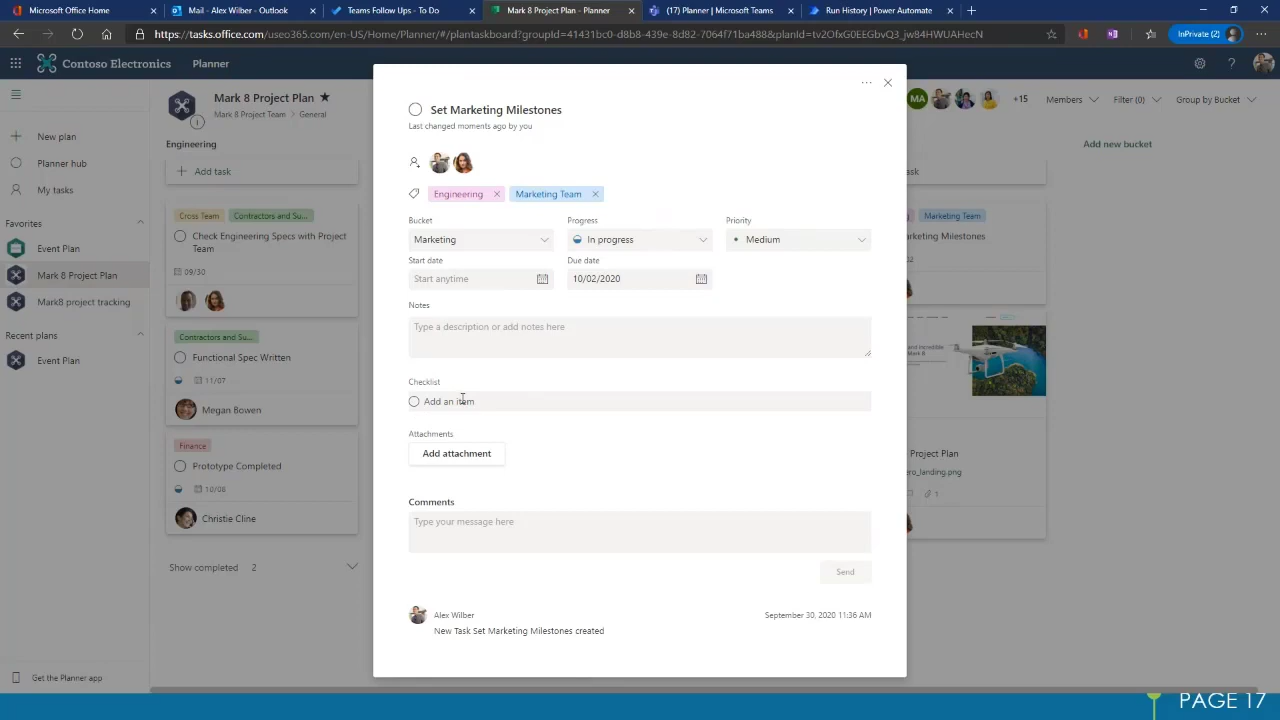 Microsoft Office Home
Mail - Alex Wilber - Outlook
Teams Follow Ups - To Do
Mark 8 Project Plan - Planner
(17) Planner | Microsoft Teams
Run History | Power Automate
https://tasks.office.com/useo365.com/en-US/Home/Planner/#/plantaskboard?groupId=41431bc0-d8b8-439e-8d82-7064f71ba488&planId=tv2OfxG0EEGbvQ3_jw84HWUAHecN
InPrivate (2)
Contoso Electronics
Planner
New plan
Planner hub
My tasks
Favorites
Event Plan
Mark 8 Project Plan
Mark8 project tracking
Recent plans
Event Plan
Get the Planner app
Mark 8 Project Plan ★
Mark 8 Project Team > General
MA
+15
Members
Filter (0)
Group by Bucket
Engineering
Add task
Cross Team
Contractors and Su...
Check Engineering Specs with Project
Team
09/30
Contractors and Su...
Functional Spec Written
11/07
Megan Bowen
Finance
Prototype Completed
10/08
Christie Cline
Show completed 2
Set Marketing Milestones
Last changed moments ago by you
Engineering
Marketing Team
Bucket
Progress
Priority
Marketing
In progress
Medium
Start date
Due date
Start anytime
10/02/2020
Notes
Type a description or add notes here
Checklist
Add an item
Attachments
Add attachment
Comments
Type your message here
Send
Alex Wilber
September 30, 2020 11:36 AM
New Task Set Marketing Milestones created
Add new bucket
Marketing Team
Milestones
Mark 8
Project Plan
1
PAGE 17